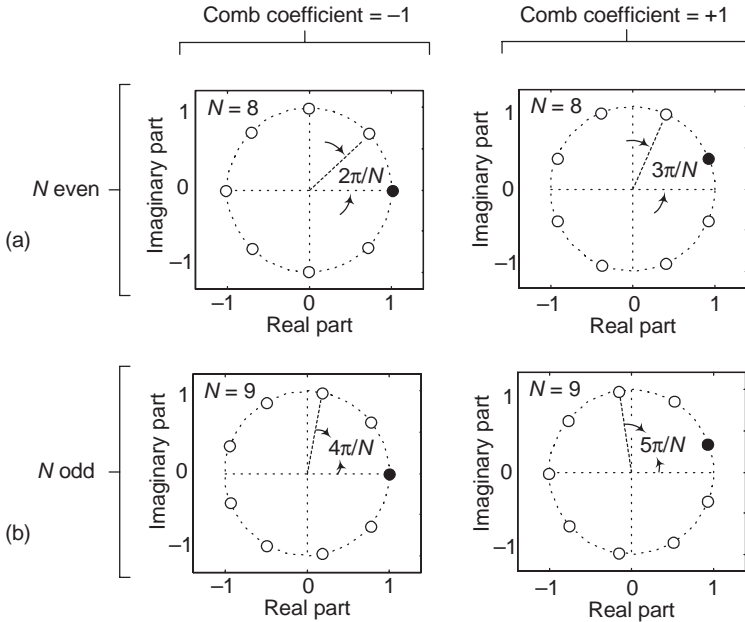 Comb coefficient = –1
Comb coefficient = +1
(a)
N even
N = 8
Imaginary part
1
0
–1
2π/N
–1
0
1
Real part
N = 8
Imaginary part
1
0
–1
3π/N
–1
0
1
Real part
(b)
N odd
N = 9
Imaginary part
1
0
–1
4π/N
–1
0
1
Real part
N = 9
Imaginary part
1
0
–1
5π/N
–1
0
1
Real part